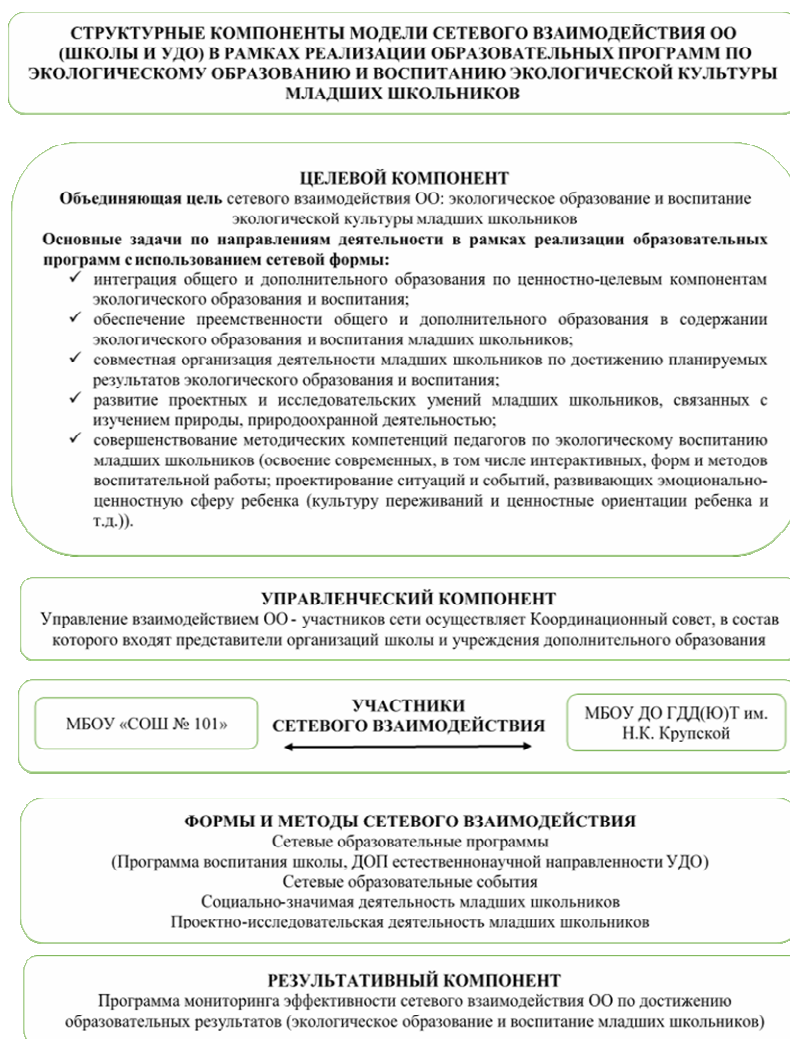 СТРУКТУРНЫЕ КОМПОНЕНТЫ МОДЕЛИ СЕТЕВОГО ВЗАИМОДЕЙСТВИЯ ОО
(ШКОЛЫ И УДО) В РАМКАХ РЕАЛИЗАЦИИ ОБРАЗОВАТЕЛЬНЫХ ПРОГРАММ ПО
ЭКОЛОГИЧЕСКОМУ ОБРАЗОВАНИЮ И ВОСПИТАНИЮ ЭКОЛОГИЧЕСКОЙ КУЛЬТУРЫ
МЛАДШИХ ШКОЛЬНИКОВ
ЦЕЛЕВОЙ КОМПОНЕНТ
Объединяющая цель сетевого взаимодействия ОО: экологическое образование и воспитание
экологической культуры младших школьников
Основные задачи по направлениям деятельности в рамках реализации образовательных
программ с использованием сетевой формы:
✓ интеграция общего и дополнительного образования по ценностно-целевым компонентам
экологического образования и воспитания;
✓ обеспечение преемственности общего и дополнительного образования в содержании
экологического образования и воспитания младших школьников;
✓ совместная организация деятельности младших школьников по достижению планируемых
результатов экологического образования и воспитания;
✓ развитие проектных и исследовательских умений младших школьников, связанных с
изучением природы, природоохранной деятельностью;
✓ совершенствование методических компетенций педагогов по экологическому воспитанию
младших школьников (освоение современных, в том числе интерактивных, форм и методов
воспитательной работы; проектирование ситуаций и событий, развивающих эмоционально-
ценностную сферу ребенка (культуру переживаний и ценностные ориентации ребенка и
т.д.)).
УПРАВЛЕНЧЕСКИЙ КОМПОНЕНТ
Управление взаимодействием ОО - участников сети осуществляет Координационный совет, в состав
которого входят представители организаций школы и учреждения дополнительного образования
МБОУ «СОШ № 101»
УЧАСТНИКИ
СЕТЕВОГО ВЗАИМОДЕЙСТВИЯ
МБОУ ДО ГДД(Ю)Т им.
Н.К. Крупской
ФОРМЫ И МЕТОДЫ СЕТЕВОГО ВЗАИМОДЕЙСТВИЯ
Сетевые образовательные программы
(Программа воспитания школы, ДОП естественнонаучной направленности УДО)
Сетевые образовательные события
Социально-значимая деятельность младших школьников
Проектно-исследовательская деятельность младших школьников
РЕЗУЛЬТАТИВНЫЙ КОМПОНЕНТ
Программа мониторинга эффективности сетевого взаимодействия ОО по достижению
образовательных результатов (экологическое образование и воспитание младших школьников)